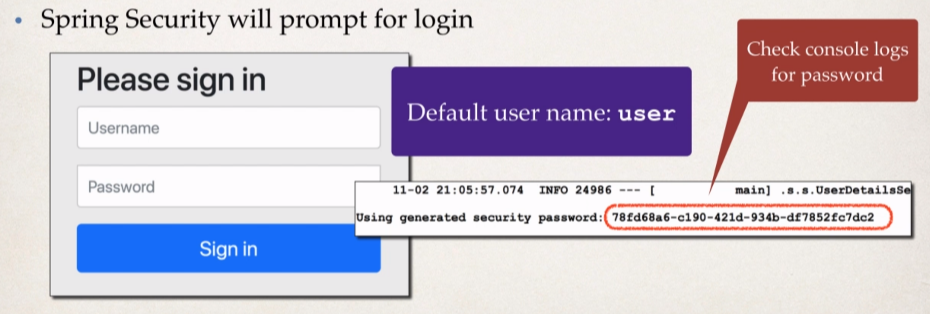 • Spring Security will prompt for login
Please sign in
Username
Password
Sign in
Default user name: user
Check console logs
for password
11-02 21:05:57.074 INFO 24986 --- [ main] .s.s.UserDetailsSe
Using generated security password: 78fd68a6-c190-421d-934b-df7852fc7dc2